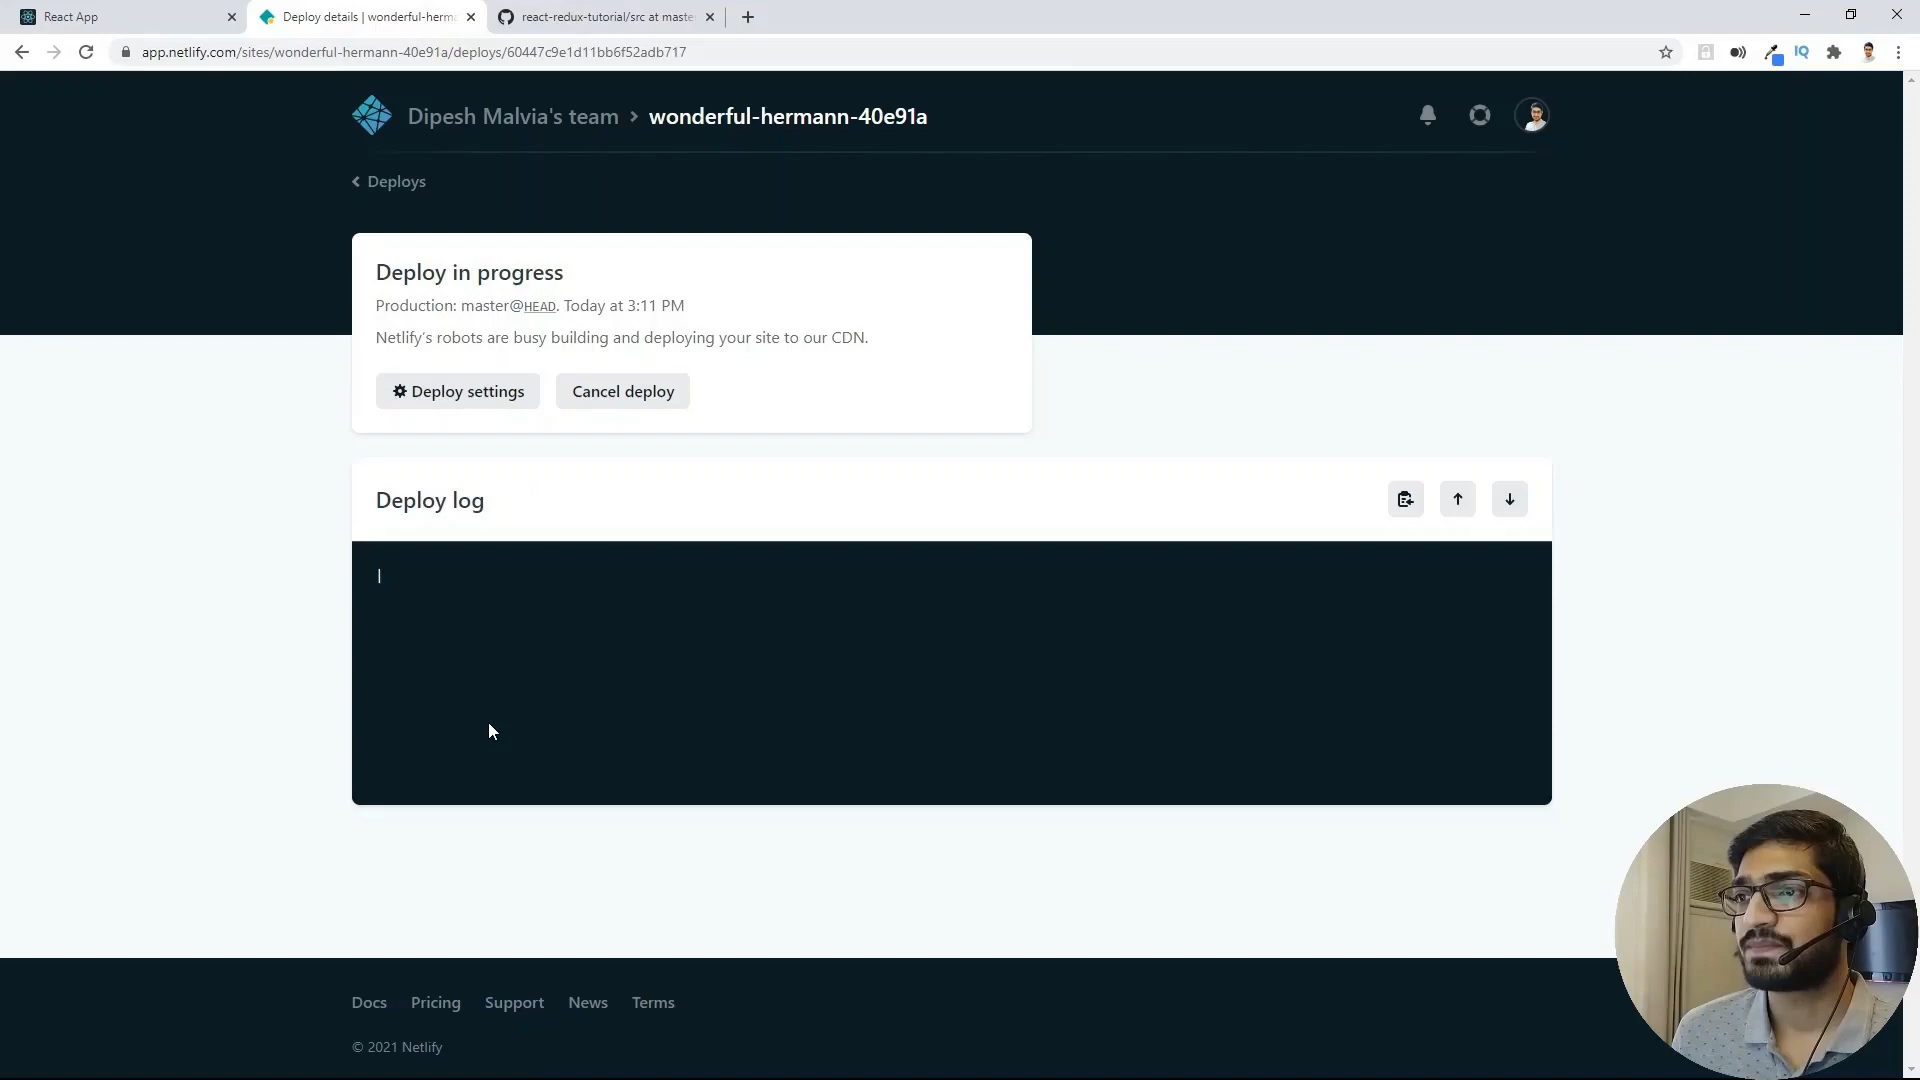 React App
Deploy details | wonderful-herma
react-redux-tutorial/src at maste
app.netlify.com/sites/wonderful-hermann-40e91a/deploys/60447c9e1d11bb6f52adb717
IQ
Dipesh Malvia's team > wonderful-hermann-40e91a
Deploys
Deploy in progress
Production: master@HEAD. Today at 3:11 PM
Netlify's robots are busy building and deploying your site to our CDN.
Deploy settings Cancel deploy
Deploy log
Docs Pricing Support News Terms
© 2021 Netlify